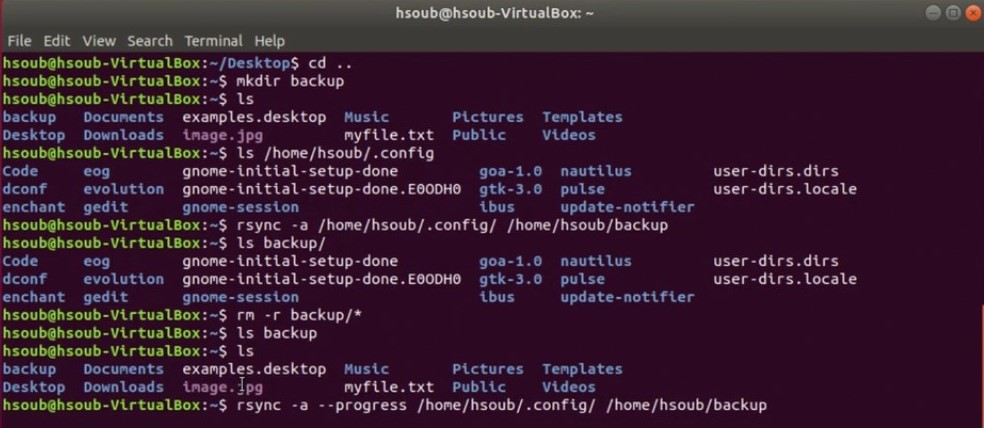 hsoub@hsoub-VirtualBox: ~
File Edit View Search Terminal Help
hsoub@hsoub-VirtualBox:~/Desktop$ cd ..
hsoub@hsoub-VirtualBox:~$ mkdir backup
hsoub@hsoub-VirtualBox:~$ ls
backup Documents examples.desktop Music Pictures Templates
Desktop Downloads image.jpg myfile.txt Public Videos
hsoub@hsoub-VirtualBox:~$ ls /home/hsoub/.config
Code eog gnome-initial-setup-done goa-1.0 nautilus user-dirs.dirs
dconf evolution gnome-initial-setup-done.E0ODH0 gtk-3.0 pulse user-dirs.locale
enchant gedit gnome-session ibus update-notifier
hsoub@hsoub-VirtualBox:~$ rsync -a /home/hsoub/.config/ /home/hsoub/backup
hsoub@hsoub-VirtualBox:~$ ls backup/
Code eog gnome-initial-setup-done goa-1.0 nautilus user-dirs.dirs
dconf evolution gnome-initial-setup-done.E0ODH0 gtk-3.0 pulse user-dirs.locale
enchant gedit gnome-session ibus update-notifier
hsoub@hsoub-VirtualBox:~$ rm -r backup/*
hsoub@hsoub-VirtualBox:~$ ls backup
hsoub@hsoub-VirtualBox:~$ ls
backup Documents examples.desktop Music Pictures Templates
Desktop Downloads image.jpg myfile.txt Public Videos
hsoub@hsoub-VirtualBox:~$ rsync -a --progress /home/hsoub/.config/ /home/hsoub/backup